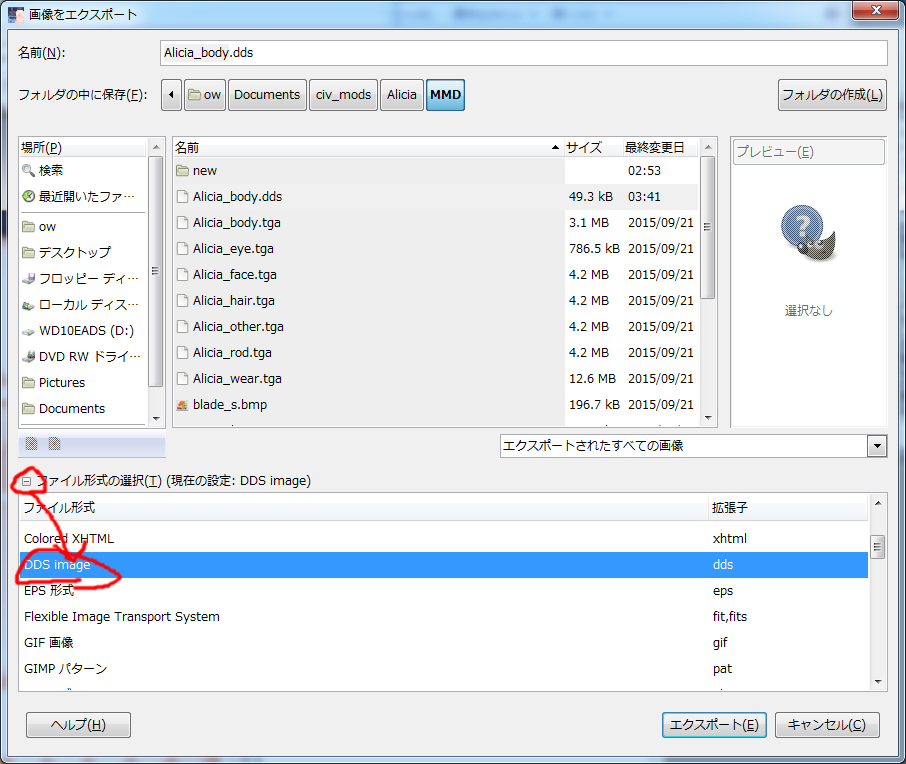 画像をエクスポート
名前(N): Alicia_body.dds
フォルダの中に保存(F): ow Documents civ_mods Alicia MMD フォルダの作成(L)
場所(P)
検索
最近開いたファ…
ow
デスクトップ
フロッピー ディ…
ローカル ディス…
WD10EADS (D:)
DVD RW ドライ…
Pictures
Documents
名前 サイズ 最終変更日
new 02:53
Alicia_body.dds 49.3 kB 03:41
Alicia_body.tga 3.1 MB 2015/09/21
Alicia_eye.tga 786.5 kB 2015/09/21
Alicia_face.tga 4.2 MB 2015/09/21
Alicia_hair.tga 4.2 MB 2015/09/21
Alicia_other.tga 4.2 MB 2015/09/21
Alicia_rod.tga 4.2 MB 2015/09/21
Alicia_wear.tga 12.6 MB 2015/09/21
blade_s.bmp 196.7 kB 2015/09/21
プレビュー(E)
選択なし
エクスポートされたすべての画像
ファイル形式の選択(T) (現在の設定: DDS image)
ファイル形式 拡張子
Colored XHTML xhtml
DDS image dds
EPS 形式 eps
Flexible Image Transport System fit,fits
GIF 画像 gif
GIMP パターン pat
ヘルプ(H) エクスポート(E) キャンセル(C)